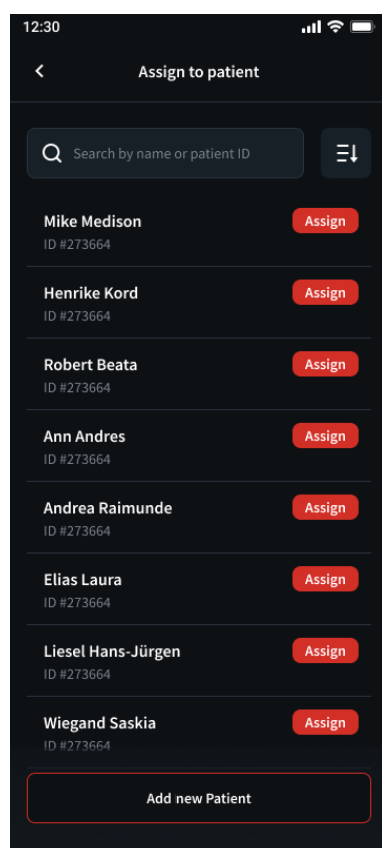 12:30
Assign to patient
Search by name or patient ID
Mike Medison
Assign
ID #273664
Henrike Kord
Assign
ID #273664
Robert Beata
Assign
ID #273664
Ann Andres
Assign
ID #273664
Andrea Raimunde
Assign
ID #273664
Elias Laura
Assign
ID #273664
Liesel Hans-Jürgen
Assign
ID #273664
Wiegand Saskia
Assign
ID #273664
Add new Patient